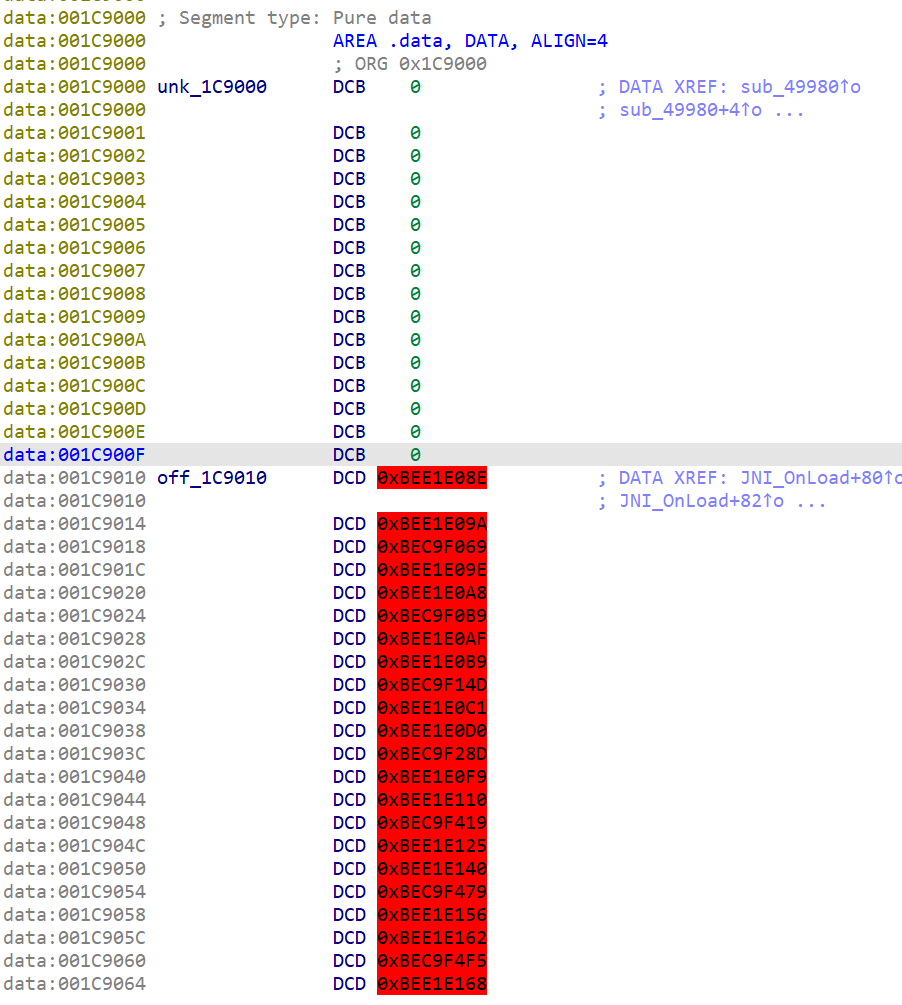 data:001C9000 ; Segment type: Pure data
data:001C9000 AREA .data, DATA, ALIGN=4
data:001C9000 ; ORG 0x1C9000
data:001C9000 unk_1C9000 DCB 0 ; DATA XREF: sub_49980↑o
data:001C9000 ; sub_49980+4↑o ...
data:001C9001 DCB 0
data:001C9002 DCB 0
data:001C9003 DCB 0
data:001C9004 DCB 0
data:001C9005 DCB 0
data:001C9006 DCB 0
data:001C9007 DCB 0
data:001C9008 DCB 0
data:001C9009 DCB 0
data:001C900A DCB 0
data:001C900B DCB 0
data:001C900C DCB 0
data:001C900D DCB 0
data:001C900E DCB 0
data:001C900F DCB 0
data:001C9010 off_1C9010 DCD 0xBEE1E08E ; DATA XREF: JNI_OnLoad+80↑o
data:001C9010 ; JNI_OnLoad+82↑o ...
data:001C9014 DCD 0xBEE1E09A
data:001C9018 DCD 0xBEC9F069
data:001C901C DCD 0xBEE1E09E
data:001C9020 DCD 0xBEE1E0A8
data:001C9024 DCD 0xBEC9F0B9
data:001C9028 DCD 0xBEE1E0AF
data:001C902C DCD 0xBEE1E0B9
data:001C9030 DCD 0xBEC9F14D
data:001C9034 DCD 0xBEE1E0C1
data:001C9038 DCD 0xBEE1E0D0
data:001C903C DCD 0xBEC9F28D
data:001C9040 DCD 0xBEE1E0F9
data:001C9044 DCD 0xBEE1E110
data:001C9048 DCD 0xBEC9F419
data:001C904C DCD 0xBEE1E125
data:001C9050 DCD 0xBEE1E140
data:001C9054 DCD 0xBEC9F479
data:001C9058 DCD 0xBEE1E156
data:001C905C DCD 0xBEE1E162
data:001C9060 DCD 0xBEC9F4F5
data:001C9064 DCD 0xBEE1E168